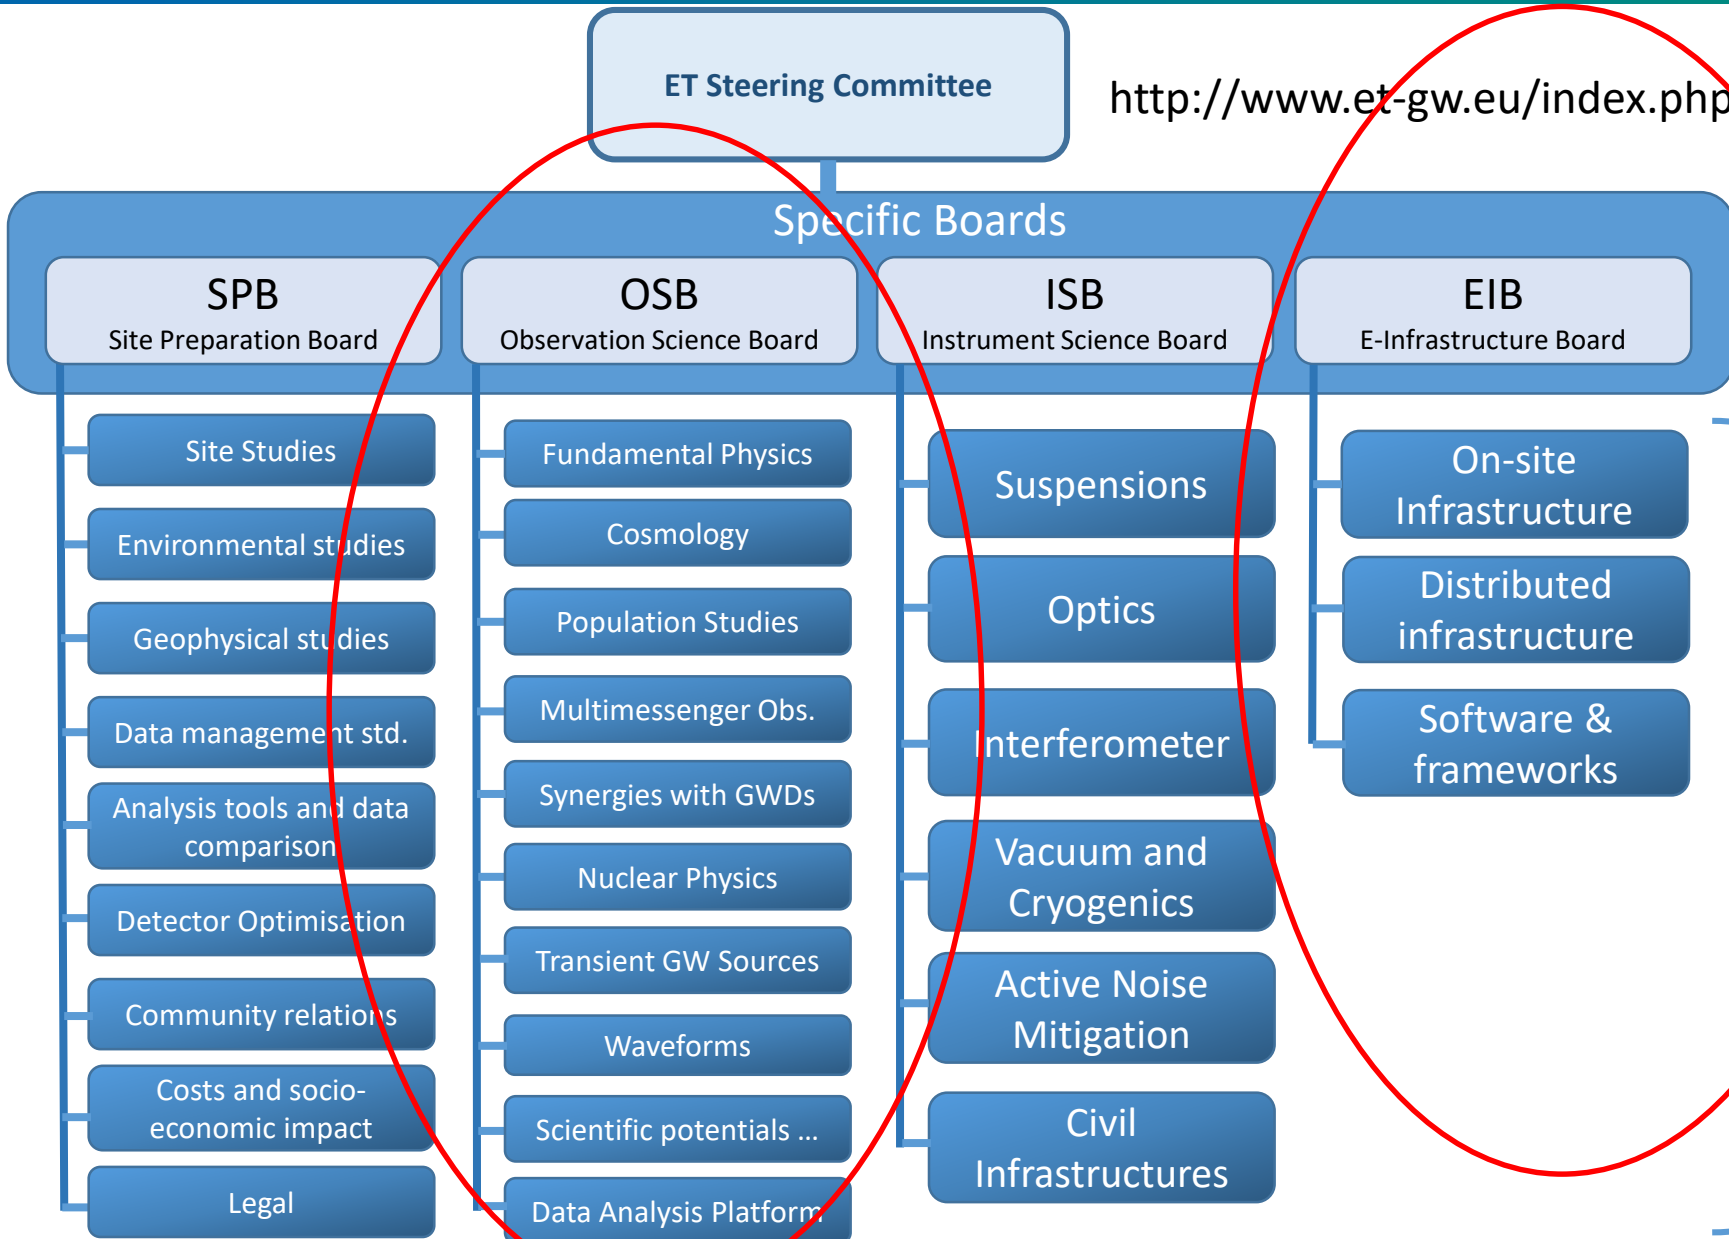 ET Steering Committee
http://www.et-gw.eu/index.php
Specific Boards
SPB
Site Preparation Board
OSB
Observation Science Board
ISB
Instrument Science Board
EIB
E-Infrastructure Board
Site Studies
Environmental studies
Geophysical studies
Data management std.
Analysis tools and data
comparison
Detector Optimisation
Community relations
Costs and socio-
economic impact
Legal
Fundamental Physics
Cosmology
Population Studies
Multimessenger Obs.
Synergies with GWDs
Nuclear Physics
Transient GW Sources
Waveforms
Scientific potentials ...
Data Analysis Platform
Suspensions
Optics
Interferometer
Vacuum and
Cryogenics
Active Noise
Mitigation
Civil
Infrastructures
On-site
Infrastructure
Distributed
infrastructure
Software &
frameworks